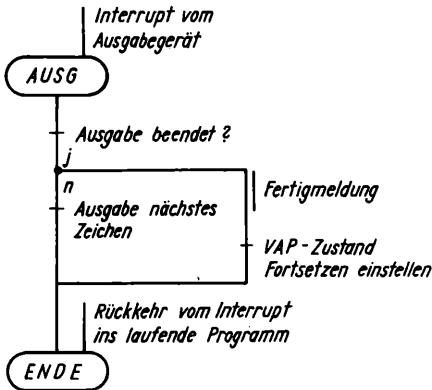 Interrupt vom
Ausgabegerät
AUSG
Ausgabe beendet ?
j
n
Fertigmeldung
Ausgabe nächstes
Zeichen
VAP-Zustand
Fortsetzen einstellen
Rückkehr vom Interrupt
ins laufende Programm
ENDE